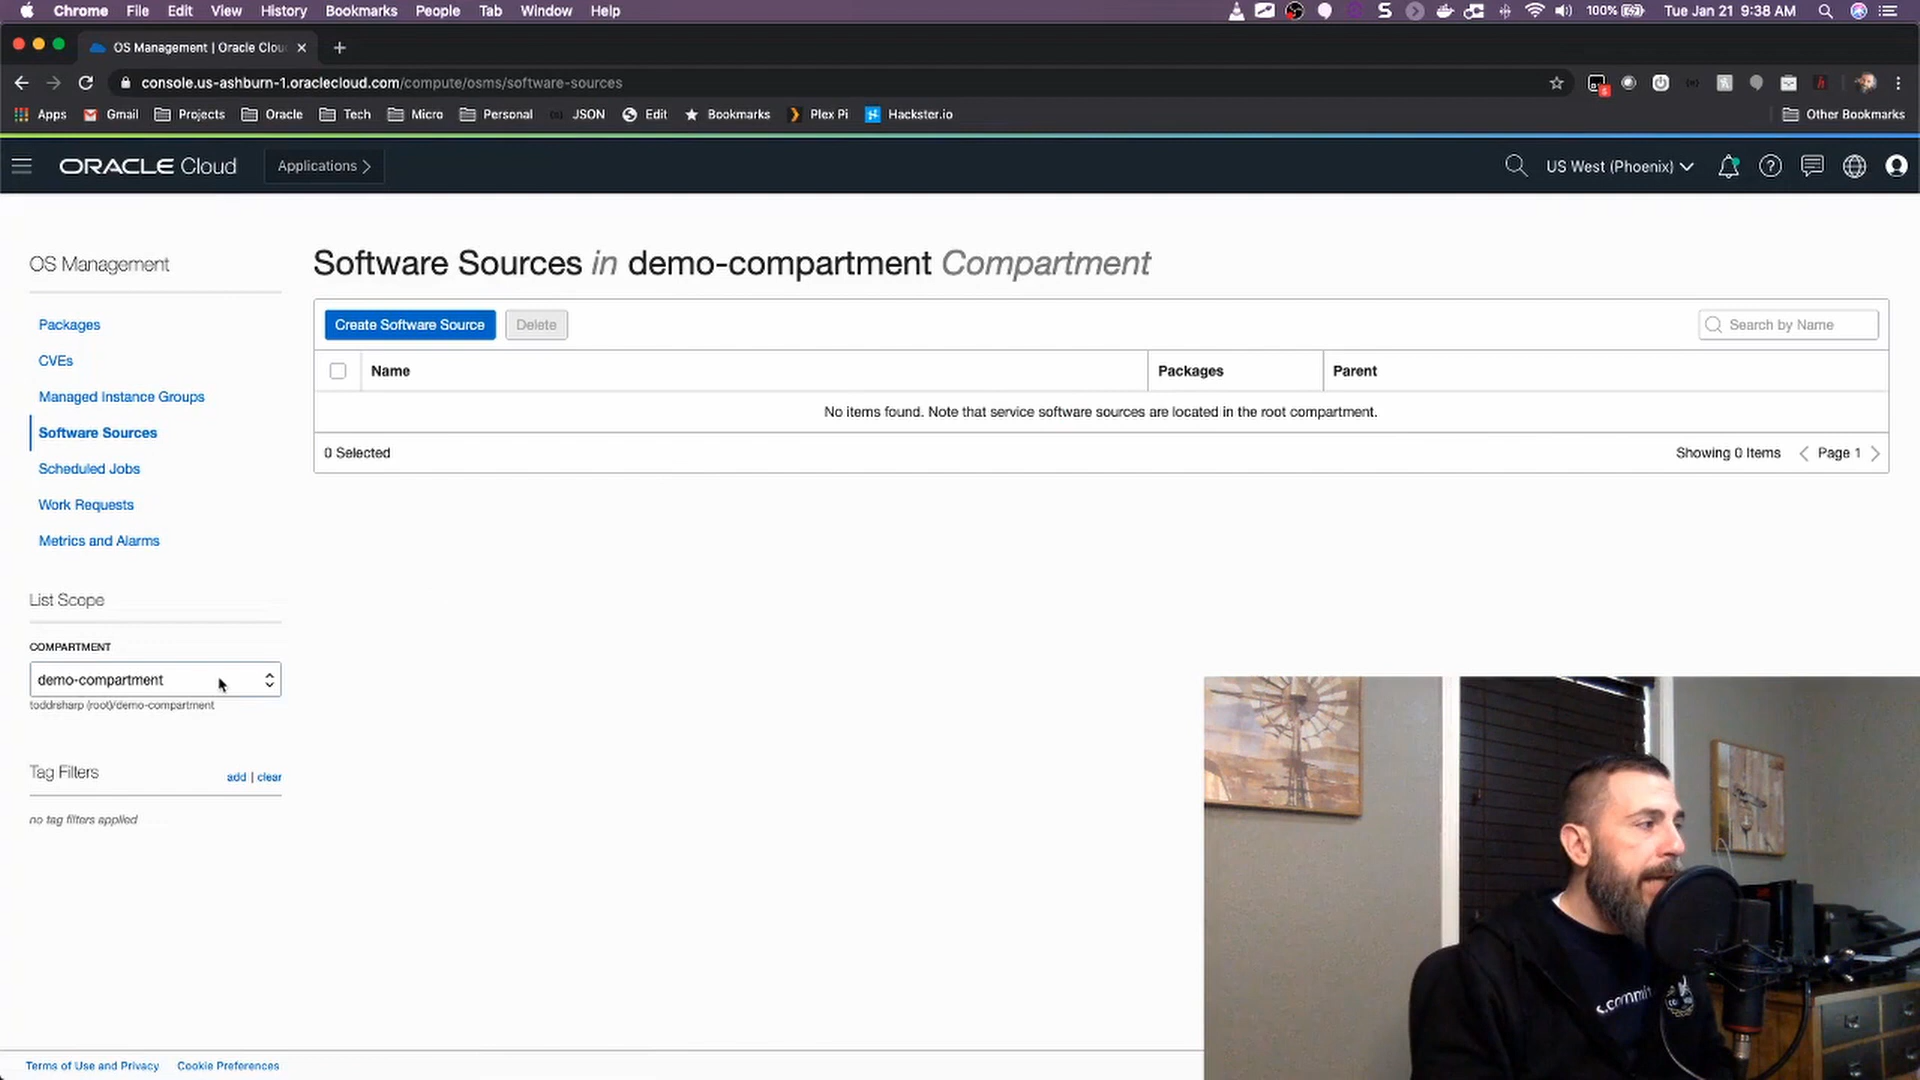 Chrome File Edit View History Bookmarks People Tab Window Help 100% Tue Jan 21 9:38 AM
OS Management | Oracle Clou
console.us-ashburn-1.oraclecloud.com/compute/osms/software-sources
Apps Gmail Projects Oracle Tech Micro Personal JSON Edit Bookmarks Plex Pi Hackster.io Other Bookmarks
ORACLE Cloud Applications US West (Phoenix)
OS Management
Packages
CVEs
Managed Instance Groups
Software Sources
Scheduled Jobs
Work Requests
Metrics and Alarms
List Scope
COMPARTMENT
demo-compartment
toddrsharp (root)/demo-compartment
Tag Filters add | clear
no tag filters applied
Software Sources in demo-compartment Compartment
Create Software Source Delete Search by Name
Name Packages Parent
No items found. Note that service software sources are located in the root compartment.
0 Selected Showing 0 Items Page 1
s.commit
Terms of Use and Privacy Cookie Preferences